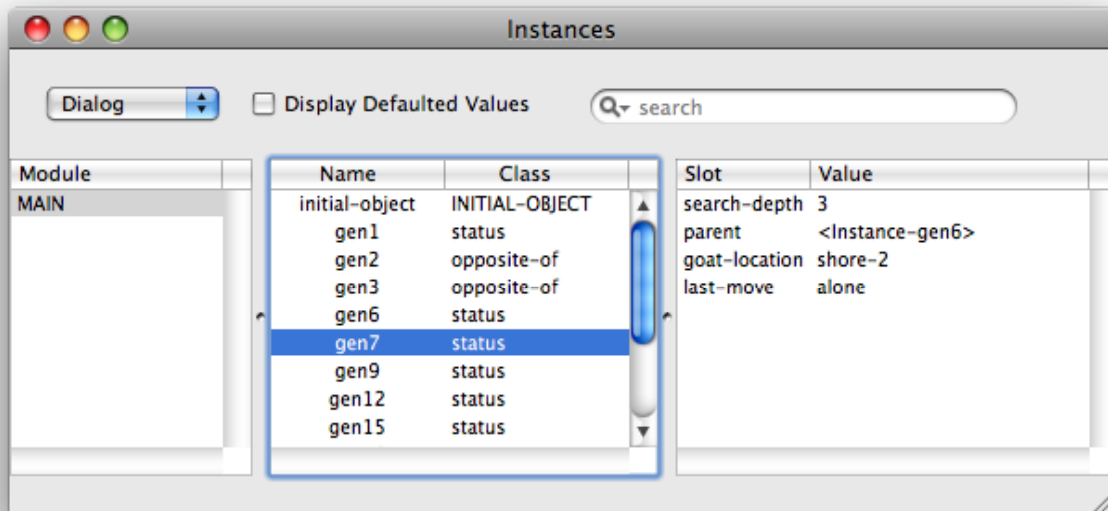 Instances
Dialog Display Defaulted Values search
Module Name Class Slot Value
MAIN initial-object INITIAL-OBJECT search-depth 3
gen1 status parent <Instance-gen6>
gen2 opposite-of goat-location shore-2
gen3 opposite-of last-move alone
gen6 status
gen7 status
gen9 status
gen12 status
gen15 status